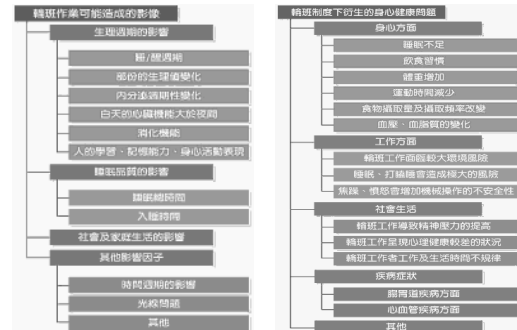 輪班作業可能造成的影像
生理週期的影響
睡/醒週期
部份的生理值變化
內分泌週期性變化
白天的心臟機能大於夜間
消化機能
人的學習、記憶能力、身心活動表現
睡眠品質的影響
睡眠總時間
入睡時間
社會及家庭生活的影響
其他影響因子
時間週期的影響
光線問題
其他
輪班制度下衍生的身心健康問題
身心方面
睡眠不足
飲食習慣
體重增加
運動時間減少
食物攝取量及攝取頻率改變
血壓、血脂質的變化
工作方面
輪班工作面臨較大環境風險
睡眠、打瞌睡會造成極大的風險
焦躁、憤怒會增加機械操作的不安全性
社會生活
輪班工作導致精神壓力的提高
輪班工作呈現心理健康較差的狀況
輪班工作者工作及生活時間不規律
疾病症狀
腸胃道疾病方面
心血管疾病方面
其他